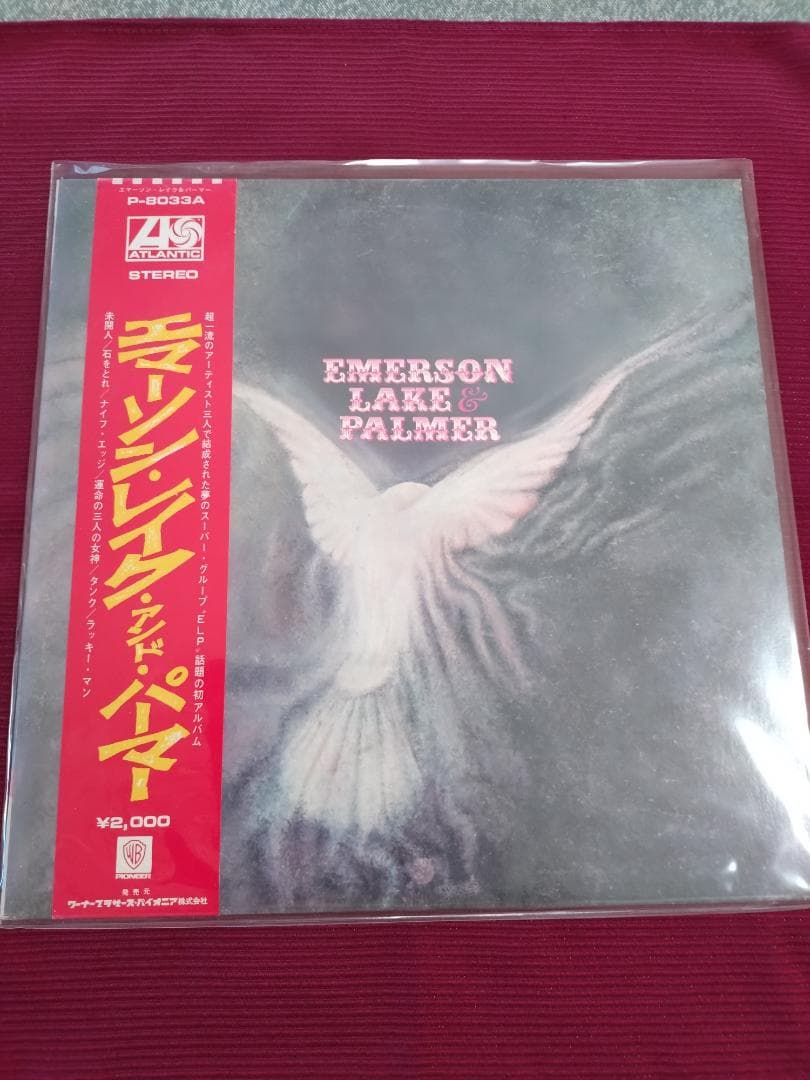 エマーソン・レイク&パーマー
P-8033A
ATLANTIC
STEREO
超一流のアーティスト三人で結成された夢のスーパー・グループ“ELP”話題の初アルバム
エマーソン・レイク・アンド・パーマー
未開人/石をとれ/ナイフ・エッジ/運命の三人の女神/タンク/ラッキー・マン
¥2,000
WB
PIONEER
発売元
ワーナーブラザーズ・パイオニア株式会社
EMERSON
LAKE &
PALMER